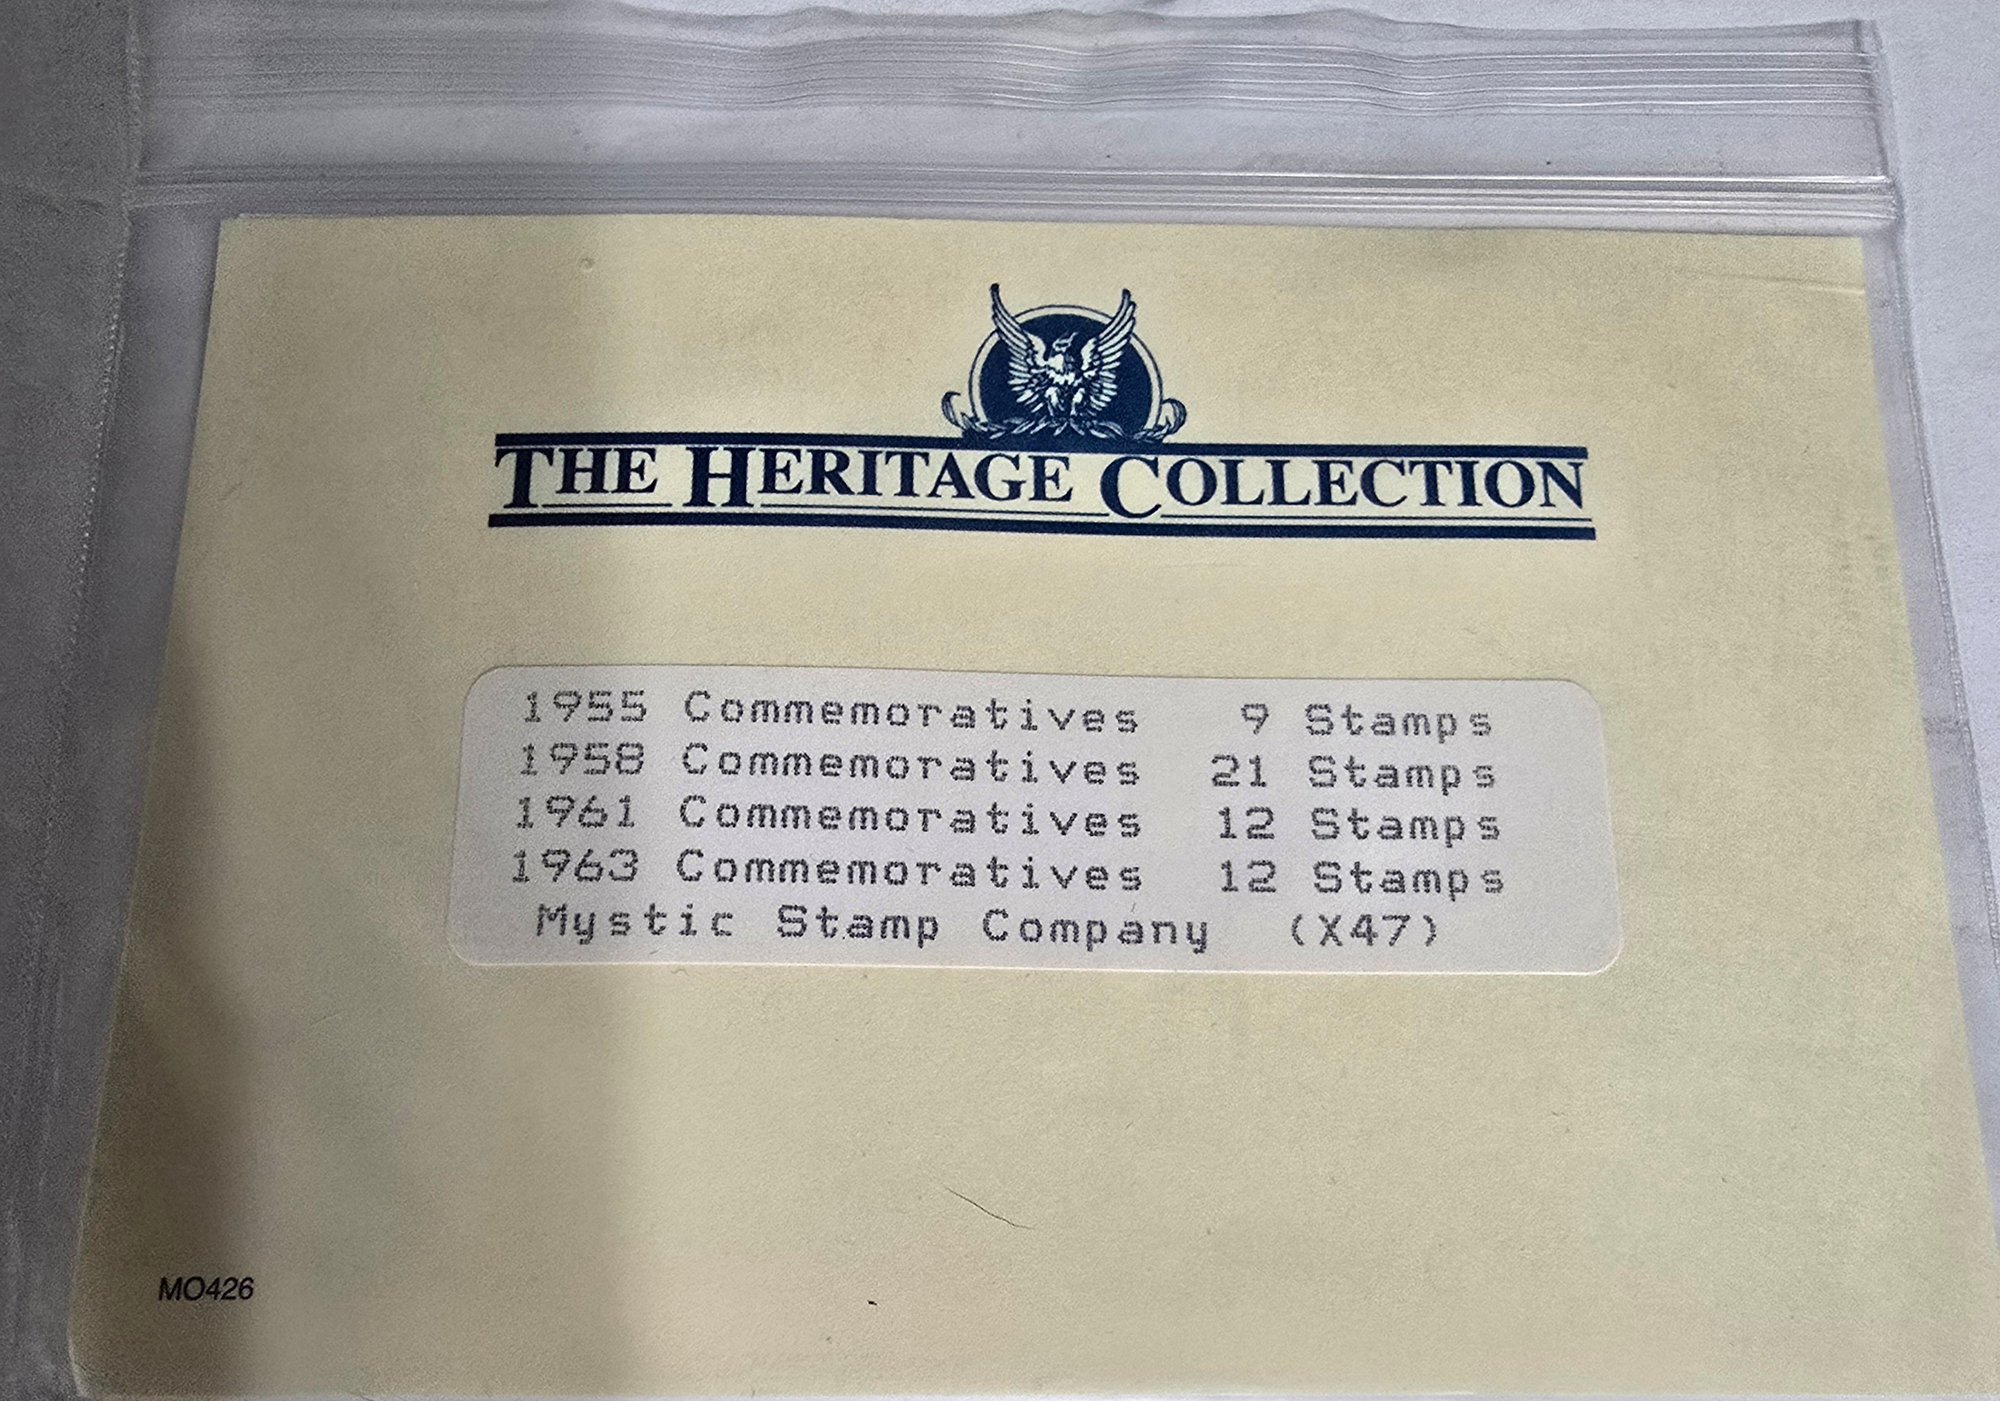 THE HERITAGE COLLECTION
1955 Commemoratives 9 Stamps
1958 Commemoratives 21 Stamps
1961 Commemoratives 12 Stamps
1963 Commemoratives 12 Stamps
Mystic Stamp Company (X47)
MO426